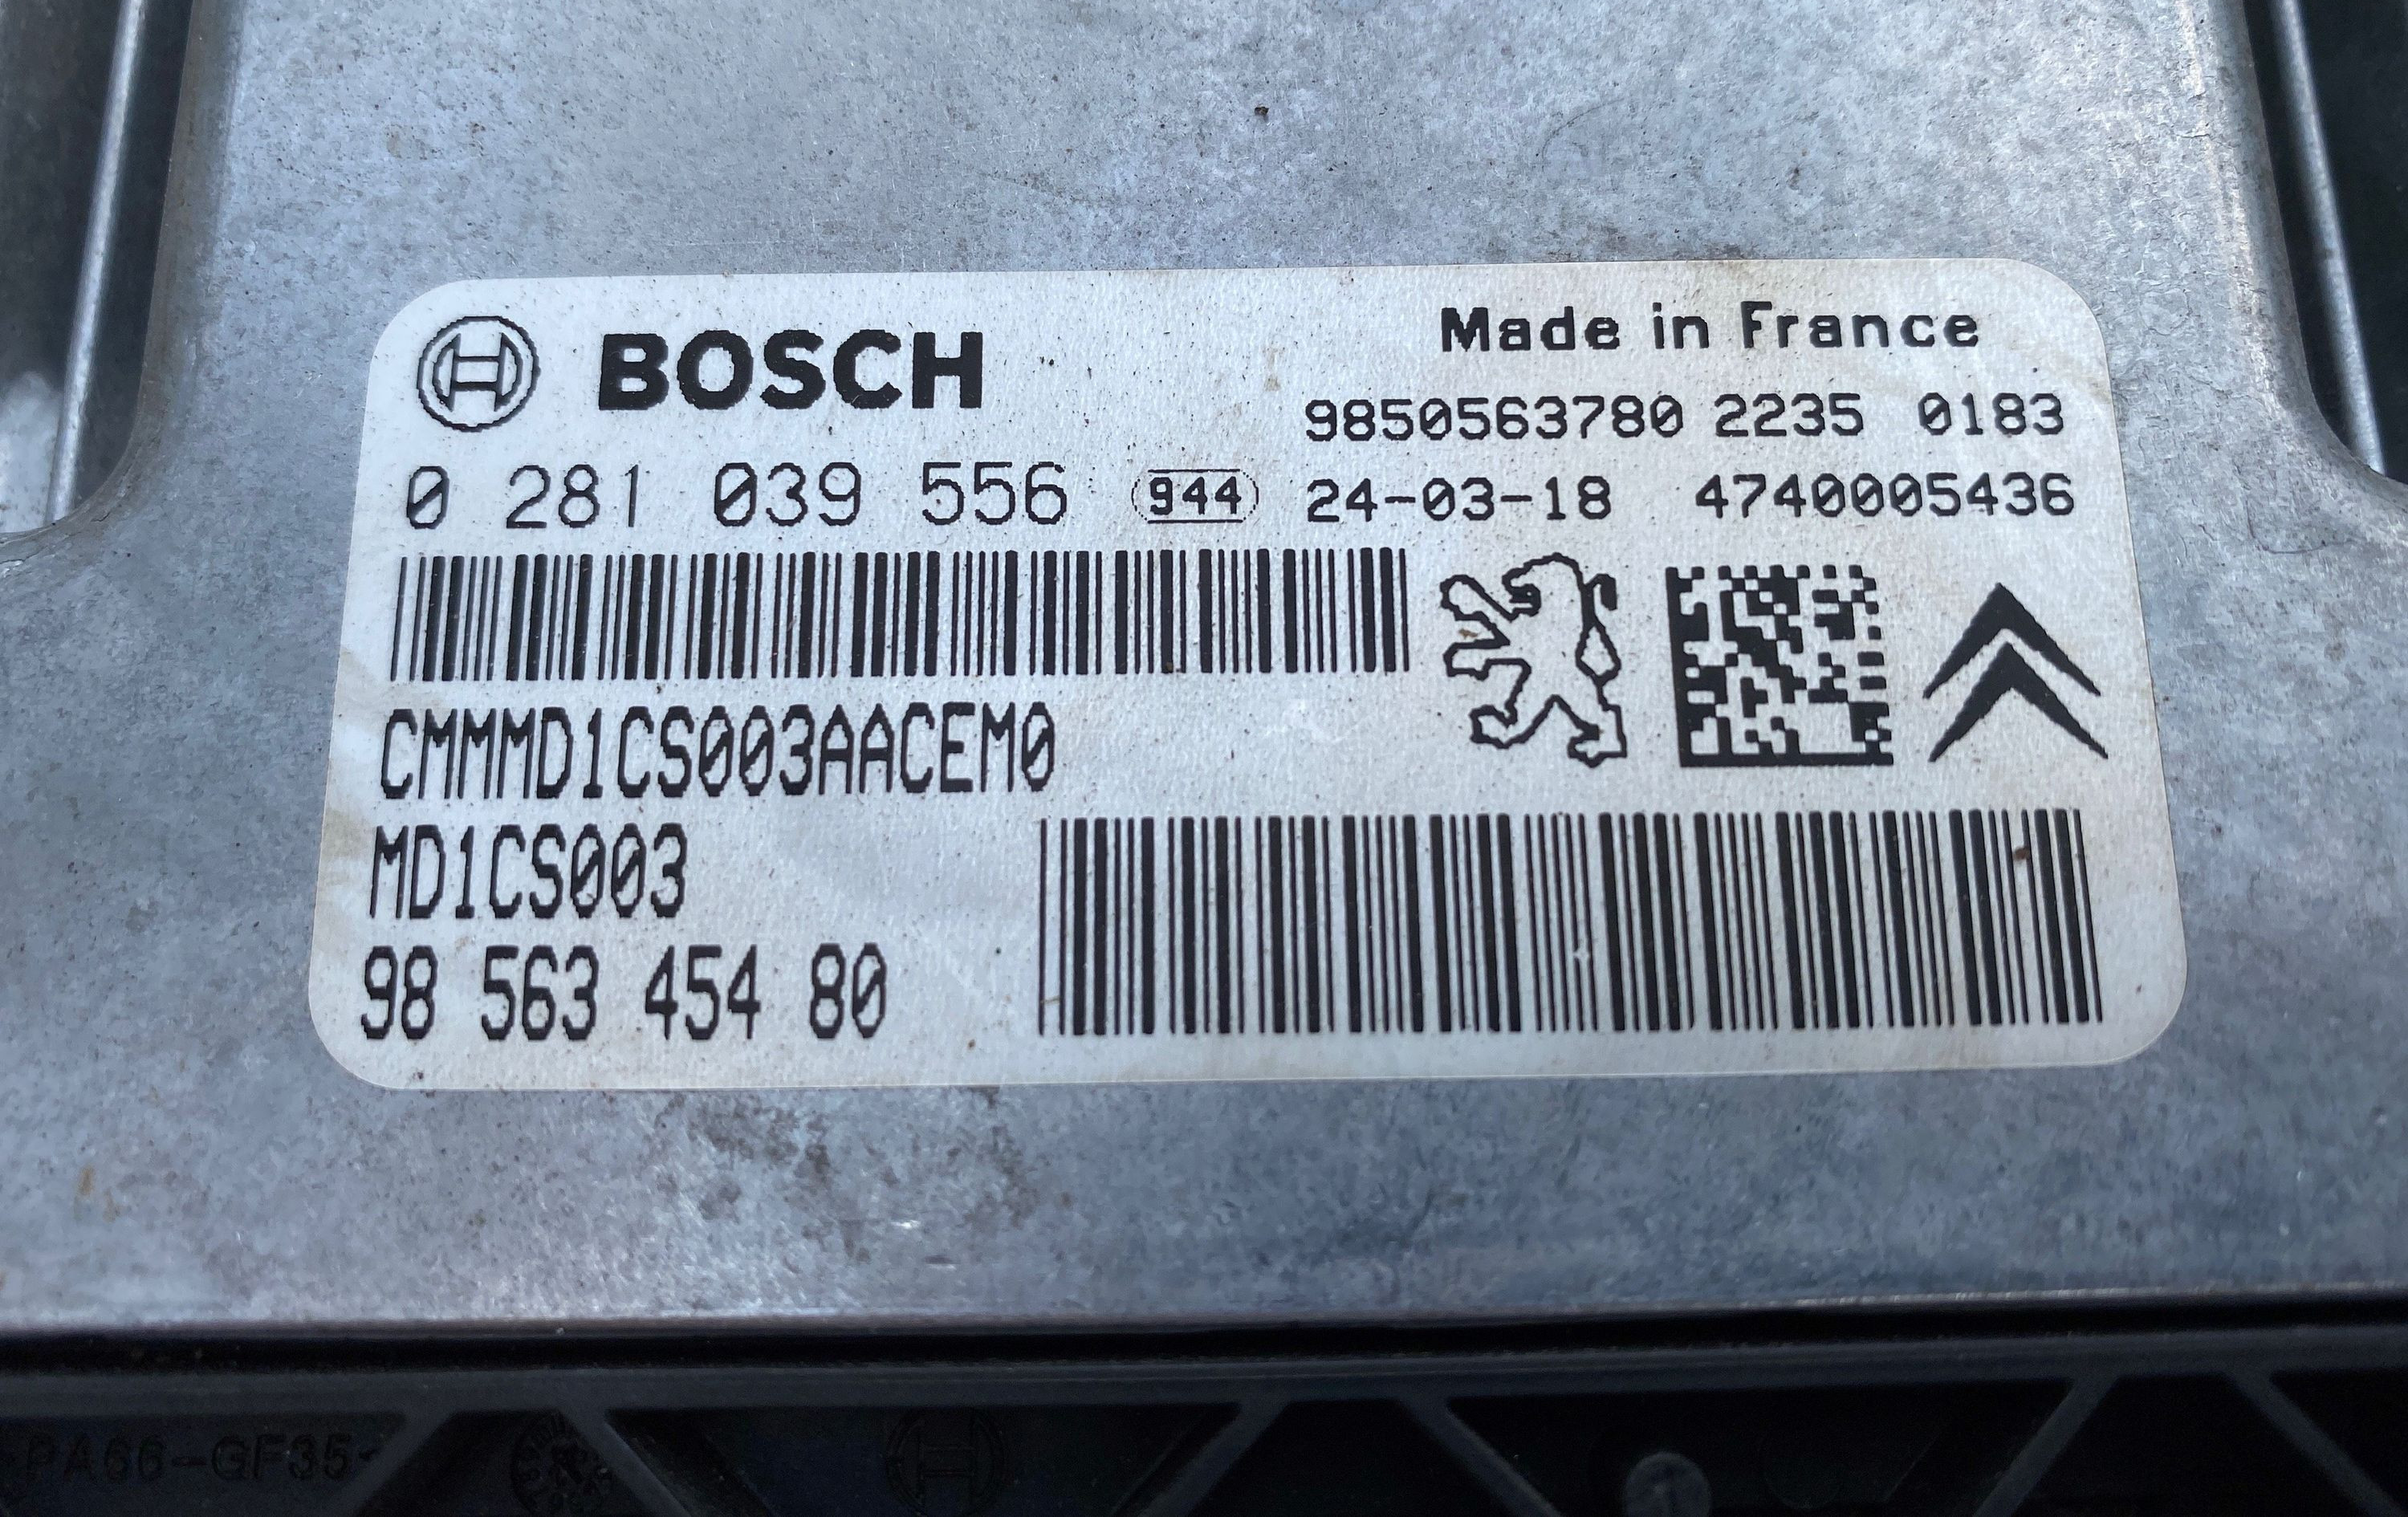 BOSCH
Made in France
9850563780 2235 0183
0 281 039 556 944 24-03-18 4740005436
CMMMD1CS003AACEM0
MD1CS003
98 563 454 80
PA66-GF35